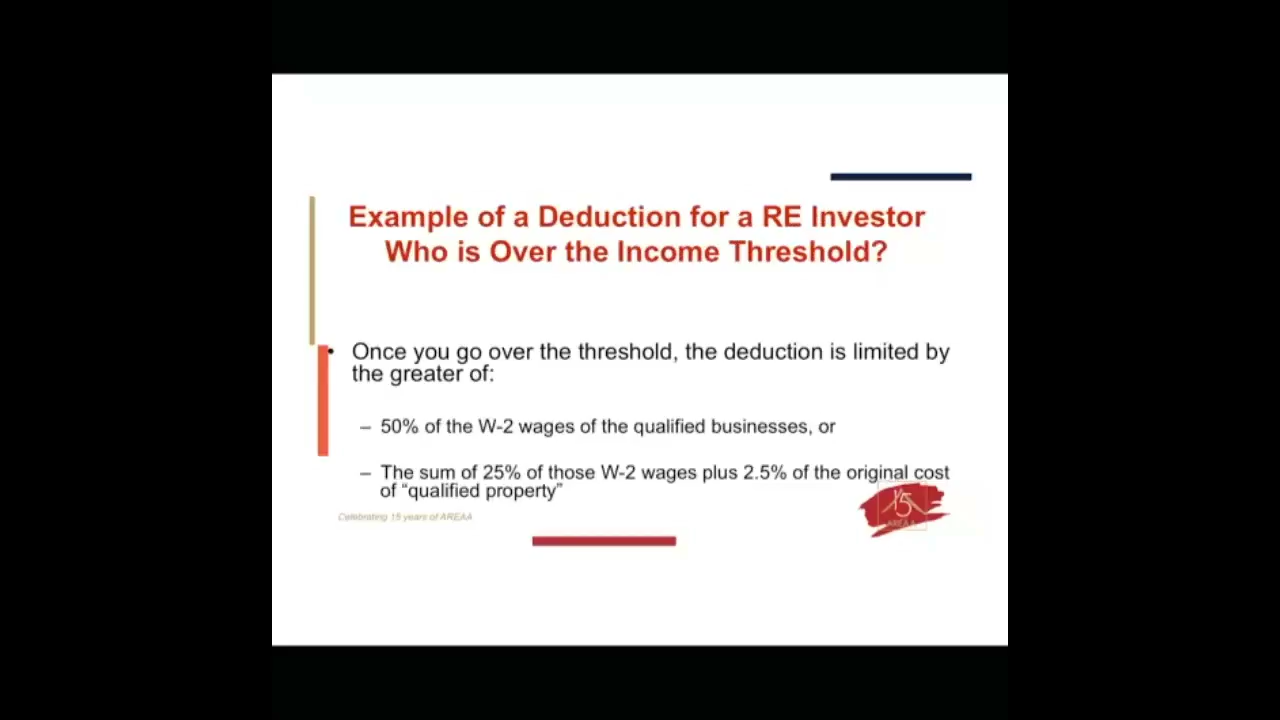 Example of a Deduction for a RE Investor
Who is Over the Income Threshold?
• Once you go over the threshold, the deduction is limited by
the greater of:
– 50% of the W-2 wages of the qualified businesses, or
– The sum of 25% of those W-2 wages plus 2.5% of the original cost
of “qualified property”
Celebrating 15 years of AREAA
15
AREAA